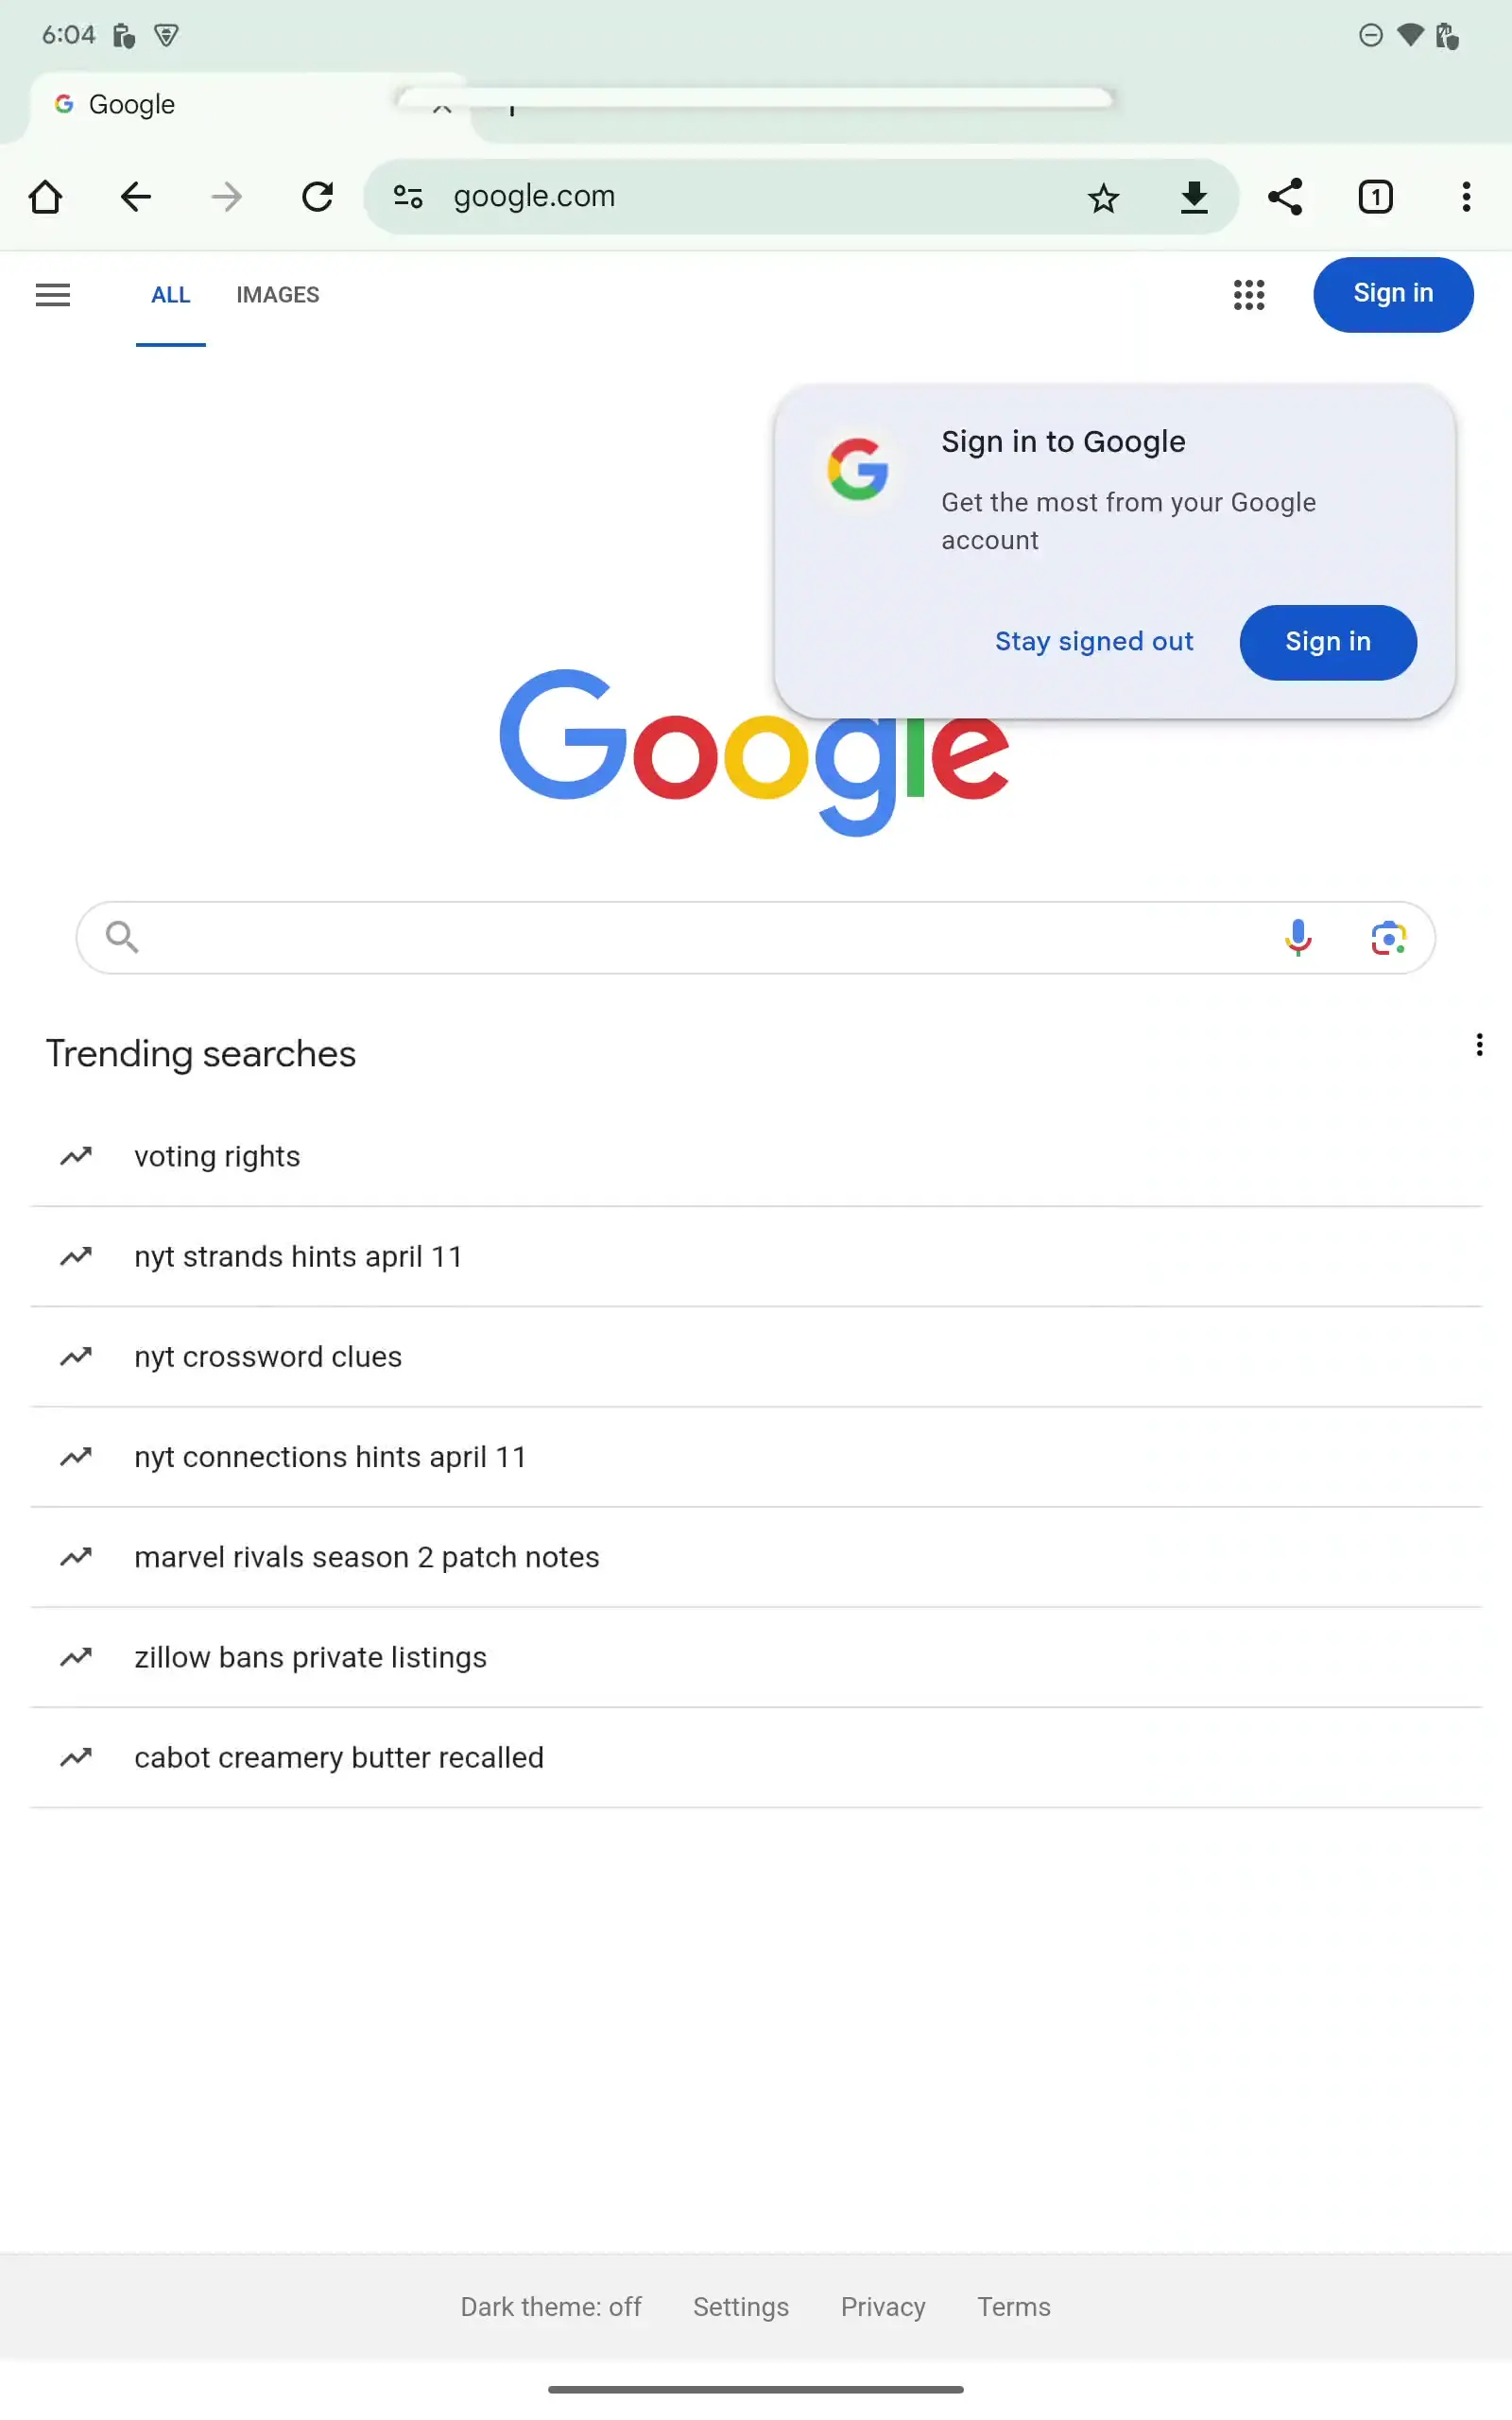 6:04
Google
google.com
1
ALL IMAGES
Sign in
Sign in to Google
Get the most from your Google
account
Stay signed out Sign in
Google
Trending searches
voting rights
nyt strands hints april 11
nyt crossword clues
nyt connections hints april 11
marvel rivals season 2 patch notes
zillow bans private listings
cabot creamery butter recalled
Dark theme: off Settings Privacy Terms